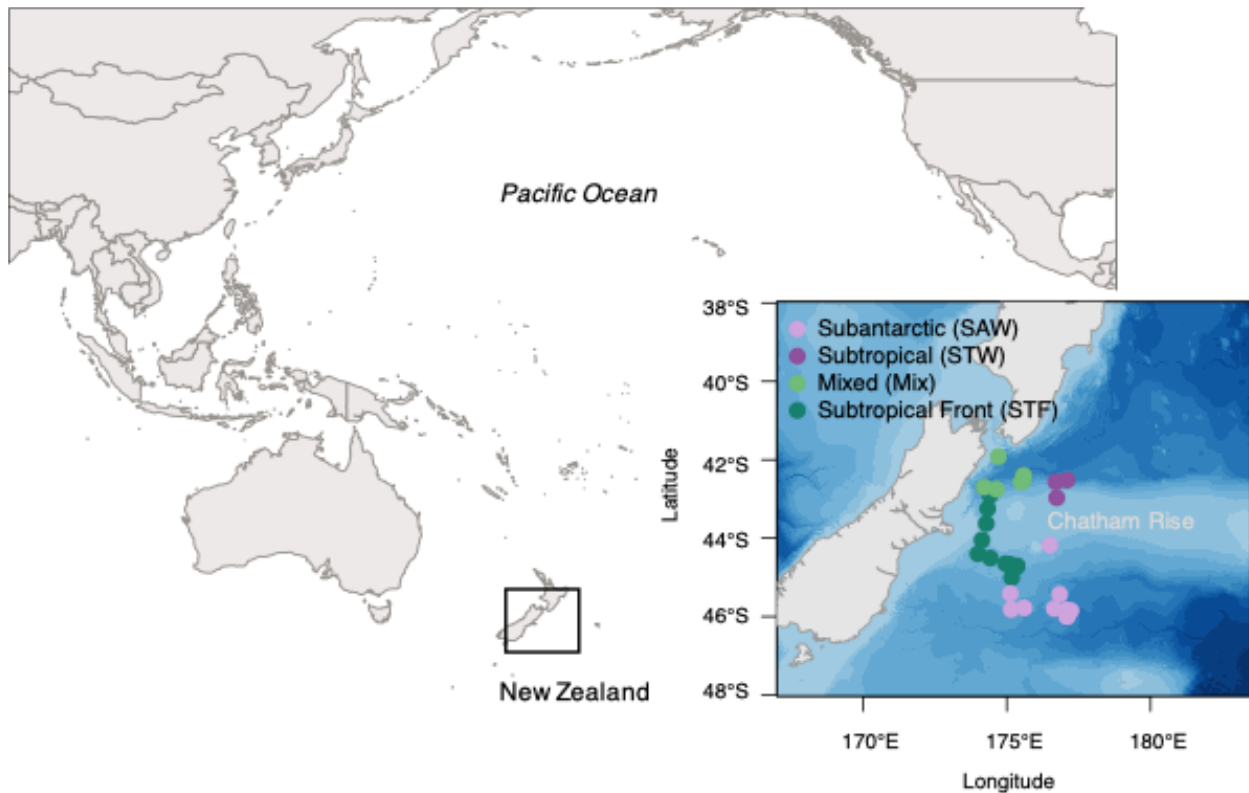 Pacific Ocean
New Zealand
38°S
40°S
42°S
44°S
46°S
48°S
Latitude
Subantarctic (SAW)
Subtropical (STW)
Mixed (Mix)
Subtropical Front (STF)
Chatham Rise
170°E
175°E
180°E
Longitude